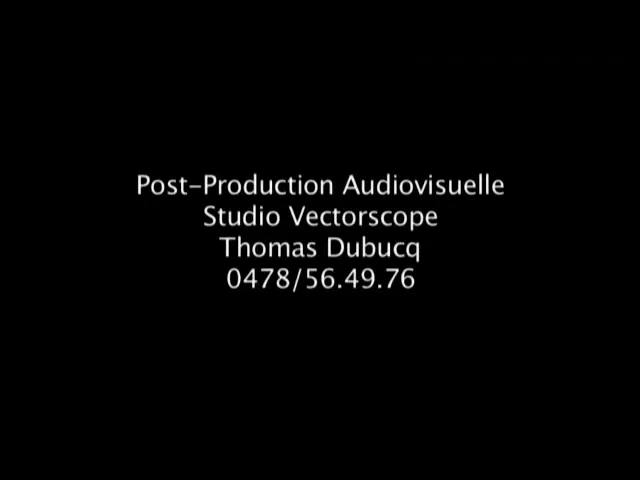 Post-Production Audiovisuelle
Studio Vectorscope
Thomas Dubucq
0478/56.49.76